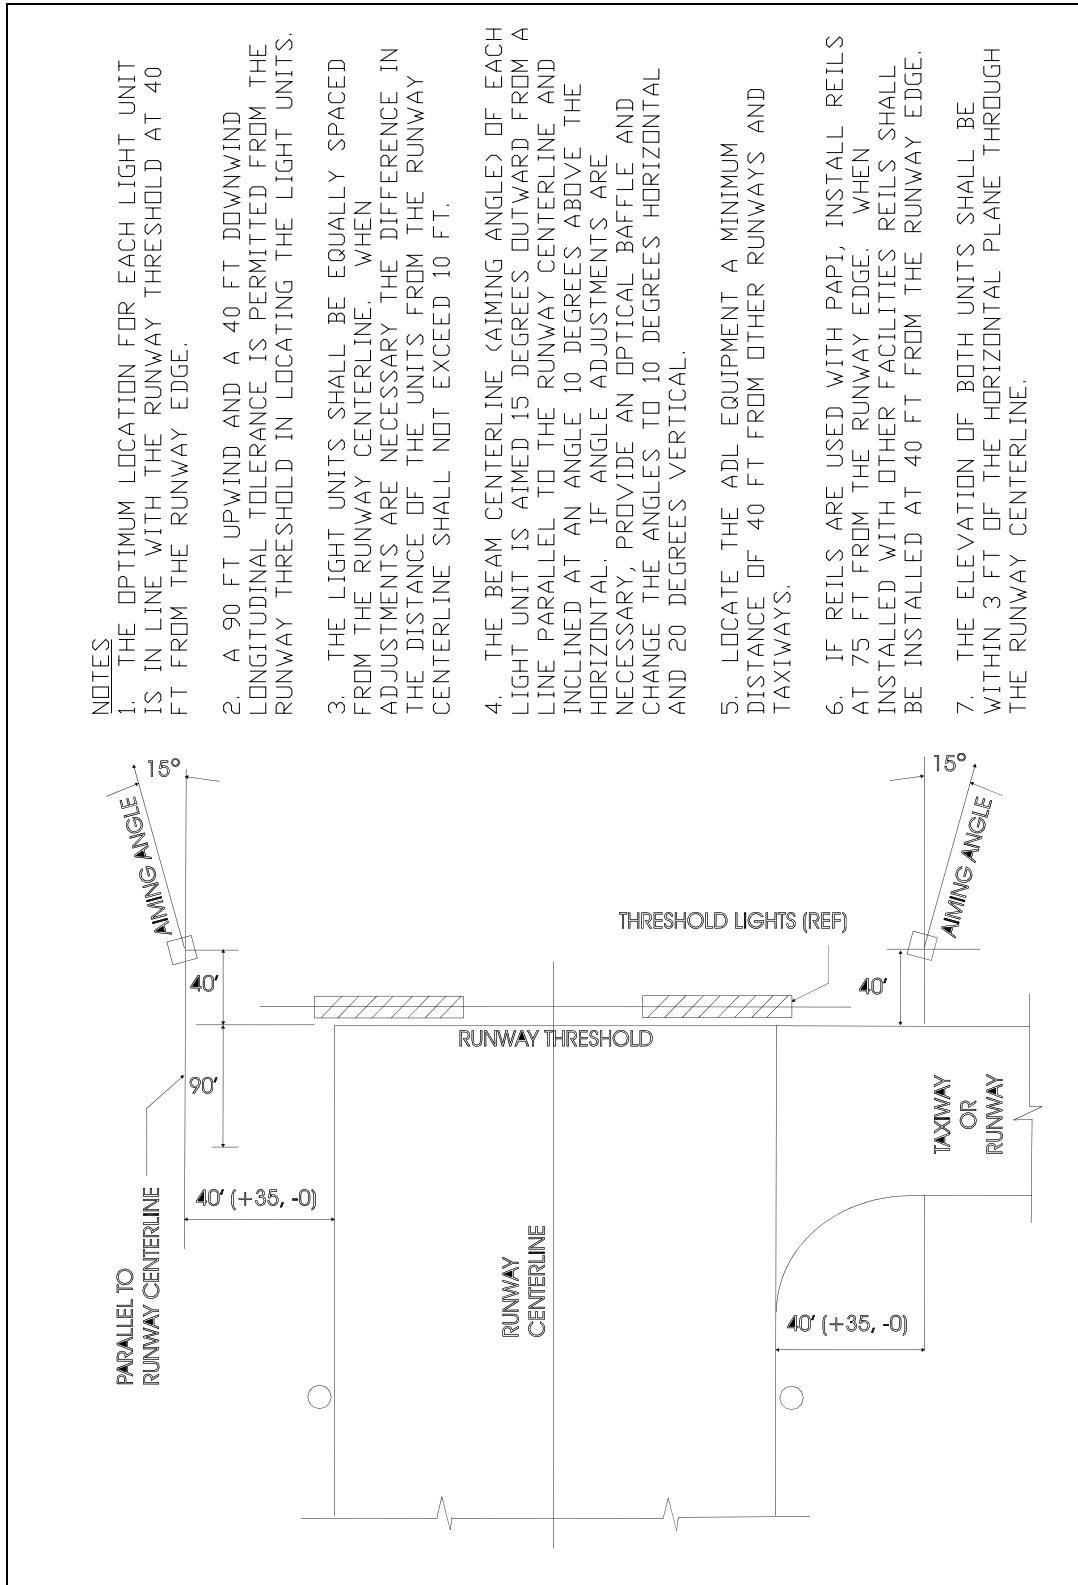 NOTES
1. THE OPTIMUM LOCATION FOR EACH LIGHT UNIT
IS IN LINE WITH THE RUNWAY THRESHOLD AT 40
FT FROM THE RUNWAY EDGE.
2. A 90 FT UPWIND AND A 40 FT DOWNWIND
LONGITUDINAL TOLERANCE IS PERMITTED FROM THE
RUNWAY THRESHOLD IN LOCATING THE LIGHT UNITS.
3. THE LIGHT UNITS SHALL BE EQUALLY SPACED
FROM THE RUNWAY CENTERLINE. WHEN
ADJUSTMENTS ARE NECESSARY THE DIFFERENCE IN
THE DISTANCE OF THE UNITS FROM THE RUNWAY
CENTERLINE SHALL NOT EXCEED 10 FT.
4. THE BEAM CENTERLINE (AIMING ANGLE) OF EACH
LIGHT UNIT IS AIMED 15 DEGREES OUTWARD FROM A
LINE PARALLEL TO THE RUNWAY CENTERLINE AND
INCLINED AT AN ANGLE 10 DEGREES ABOVE THE
HORIZONTAL. IF ANGLE ADJUSTMENTS ARE
NECESSARY, PROVIDE AN OPTICAL BAFFLE AND
CHANGE THE ANGLES TO 10 DEGREES HORIZONTAL
AND 20 DEGREES VERTICAL.
5. LOCATE THE ADL EQUIPMENT A MINIMUM
DISTANCE OF 40 FT FROM OTHER RUNWAYS AND
TAXIWAYS.
6. IF REILS ARE USED WITH PAPI, INSTALL REILS
AT 75 FT FROM THE RUNWAY EDGE. WHEN
INSTALLED WITH OTHER FACILITIES REILS SHALL
BE INSTALLED AT 40 FT FROM THE RUNWAY EDGE.
7. THE ELEVATION OF BOTH UNITS SHALL BE
WITHIN 3 FT OF THE HORIZONTAL PLANE THROUGH
THE RUNWAY CENTERLINE.
15°
AIMING ANGLE
15°
AIMING ANGLE
THRESHOLD LIGHTS (REF)
40'
40'
RUNWAY THRESHOLD
90'
TAXIWAY
OR
RUNWAY
40' (+35, -0)
PARALLEL TO
RUNWAY CENTERLINE
RUNWAY
CENTERLINE
40' (+35, -0)